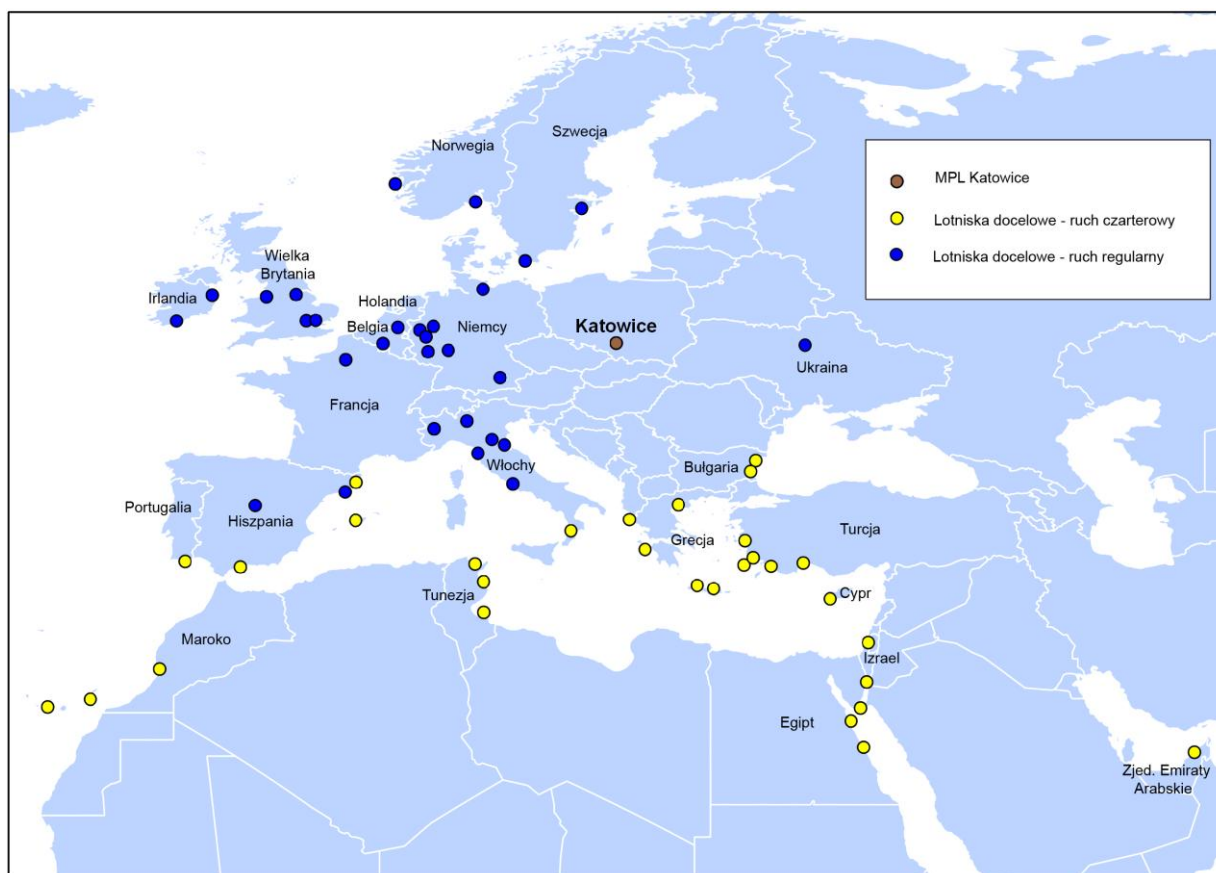 Szwecja
Norwegia
MPL Katowice
Lotniska docelowe - ruch czarterowy
Lotniska docelowe - ruch regularny
Wielka
Brytania
Irlandia
Holandia
Belgia
Niemcy
Katowice
Ukraina
Francja
Włochy
Bułgaria
Portugalia
Hiszpania
Grecja
Turcja
Tunezja
Cypr
Maroko
Izrael
Egipt
Zjed. Emiraty
Arabskie